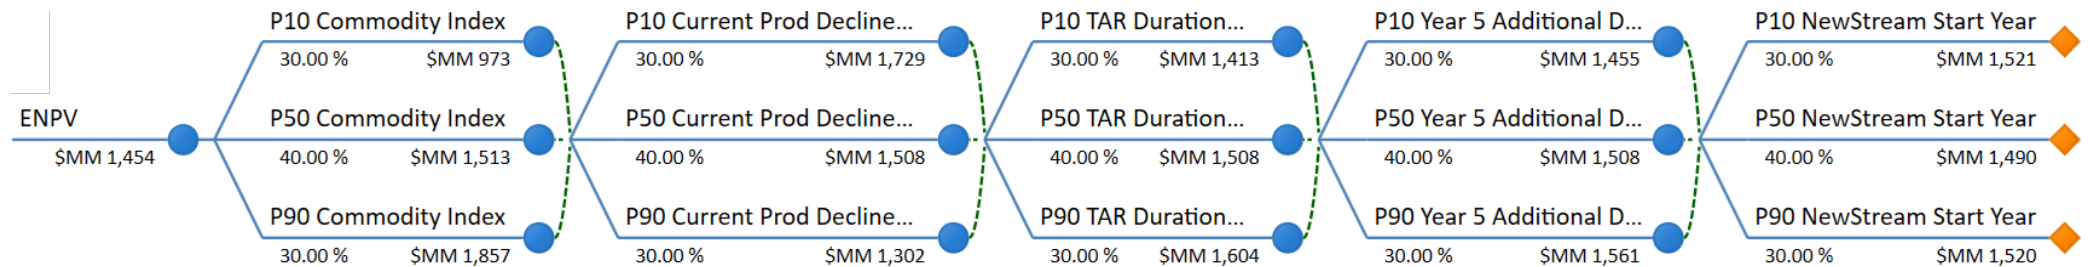 P10 Commodity Index P10 Current Prod Decline... P10 TAR Duration... P10 Year 5 Additional D... P10 NewStream Start Year
30.00 % $MM 973 30.00 % $MM 1,729 30.00 % $MM 1,413 30.00 % $MM 1,455 30.00 % $MM 1,521
ENPV P50 Commodity Index P50 Current Prod Decline... P50 TAR Duration... P50 Year 5 Additional D... P50 NewStream Start Year
$MM 1,454 40.00 % $MM 1,513 40.00 % $MM 1,508 40.00 % $MM 1,508 40.00 % $MM 1,508 40.00 % $MM 1,490
P90 Commodity Index P90 Current Prod Decline... P90 TAR Duration... P90 Year 5 Additional D... P90 NewStream Start Year
30.00 % $MM 1,857 30.00 % $MM 1,302 30.00 % $MM 1,604 30.00 % $MM 1,561 30.00 % $MM 1,520